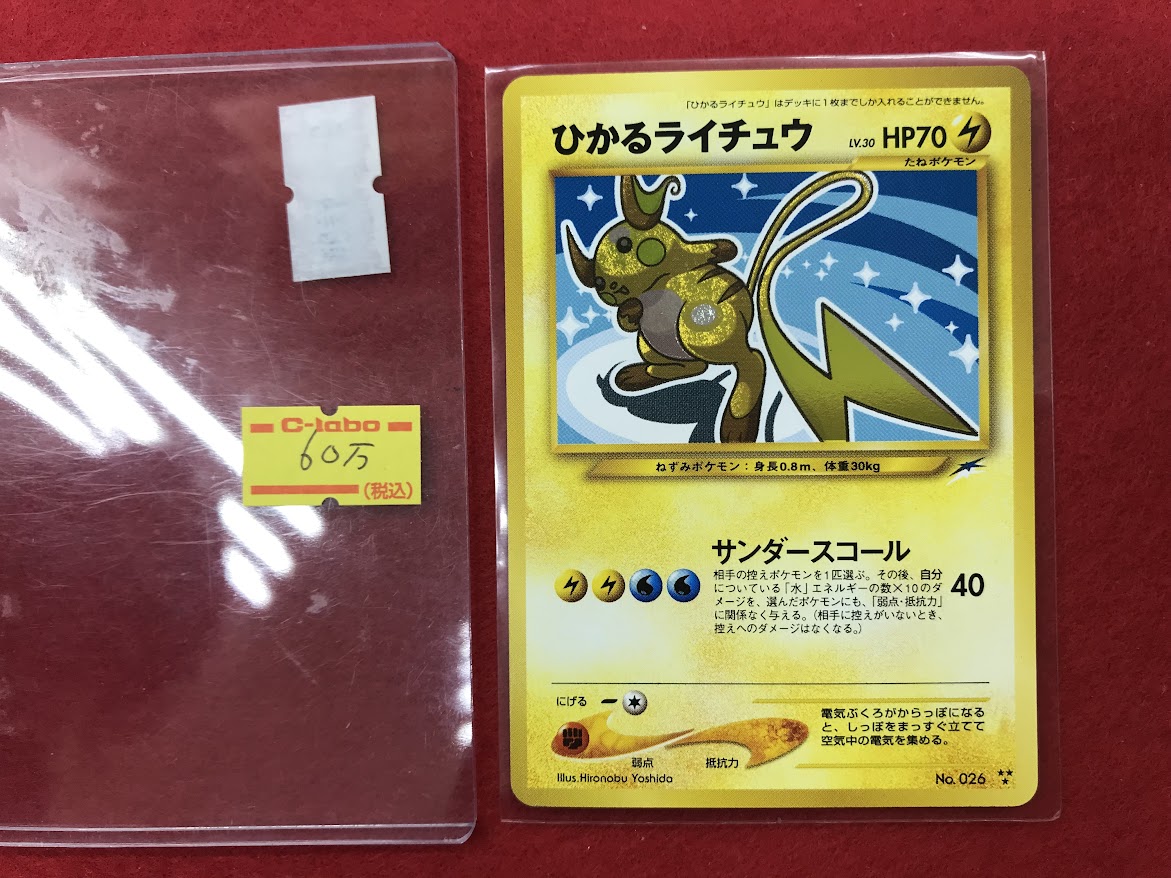 C-labo
60万
(税込)
「ひかるライチュウ」はデッキに1枚までしか入れることができません。
ひかるライチュウ
LV.30 HP70
たねポケモン
ねずみポケモン：身長0.8m、体重30kg
サンダースコール
相手の控えポケモンを1匹選ぶ。その後、自分
についている「水」エネルギーの数×10のダ
メージを、選んだポケモンにも、「弱点・抵抗力」
に関係なく与える。（相手に控えがいないとき、
控えへのダメージはなくなる。）
40
にげる
電気ぶくろがからっぽになる
と、しっぽをまっすぐ立てて
空気中の電気を集める。
弱点
抵抗力
Illus.Hironobu Yoshida
No. 026